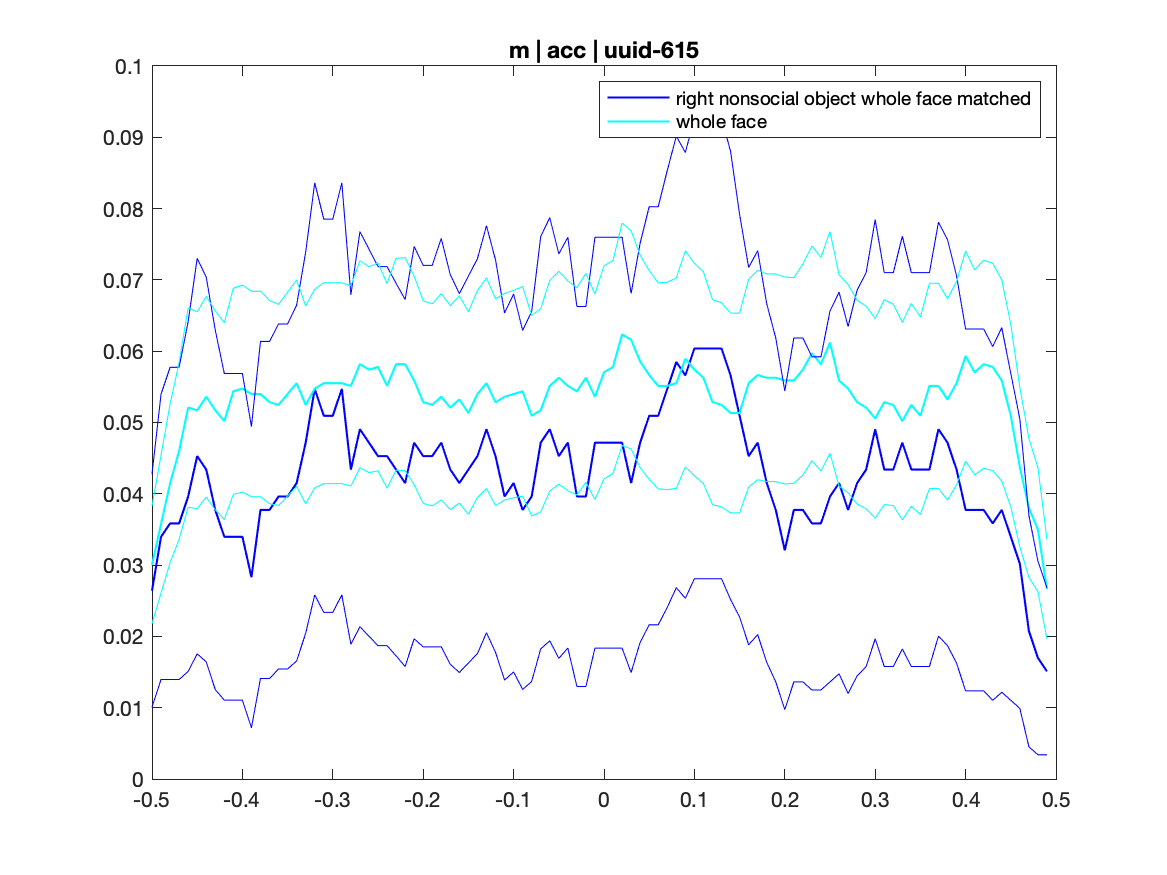 m | acc | uuid-615
right nonsocial object whole face matched
whole face
0.1
0.09
0.08
0.07
0.06
0.05
0.04
0.03
0.02
0.01
0
-0.5 -0.4 -0.3 -0.2 -0.1 0 0.1 0.2 0.3 0.4 0.5